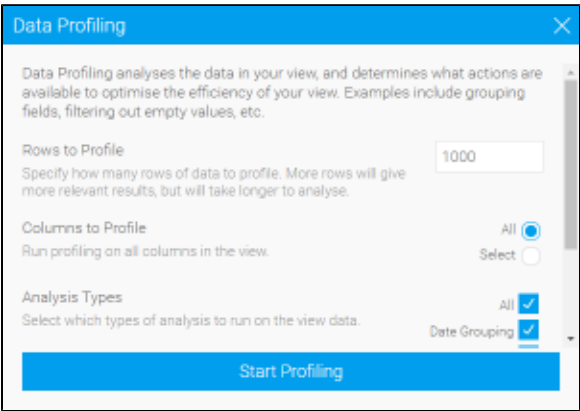 Data Profiling
Data Profiling analyses the data in your view, and determines what actions are
available to optimise the efficiency of your view. Examples include grouping
fields, filtering out empty values, etc.
Rows to Profile
1000
Specify how many rows of data to profile. More rows will give
more relevant results, but will take longer to analyse.
Columns to Profile
All
Run profiling on all columns in the view.
Select
Analysis Types
All
Select which types of analysis to run on the view data.
Date Grouping
Start Profiling